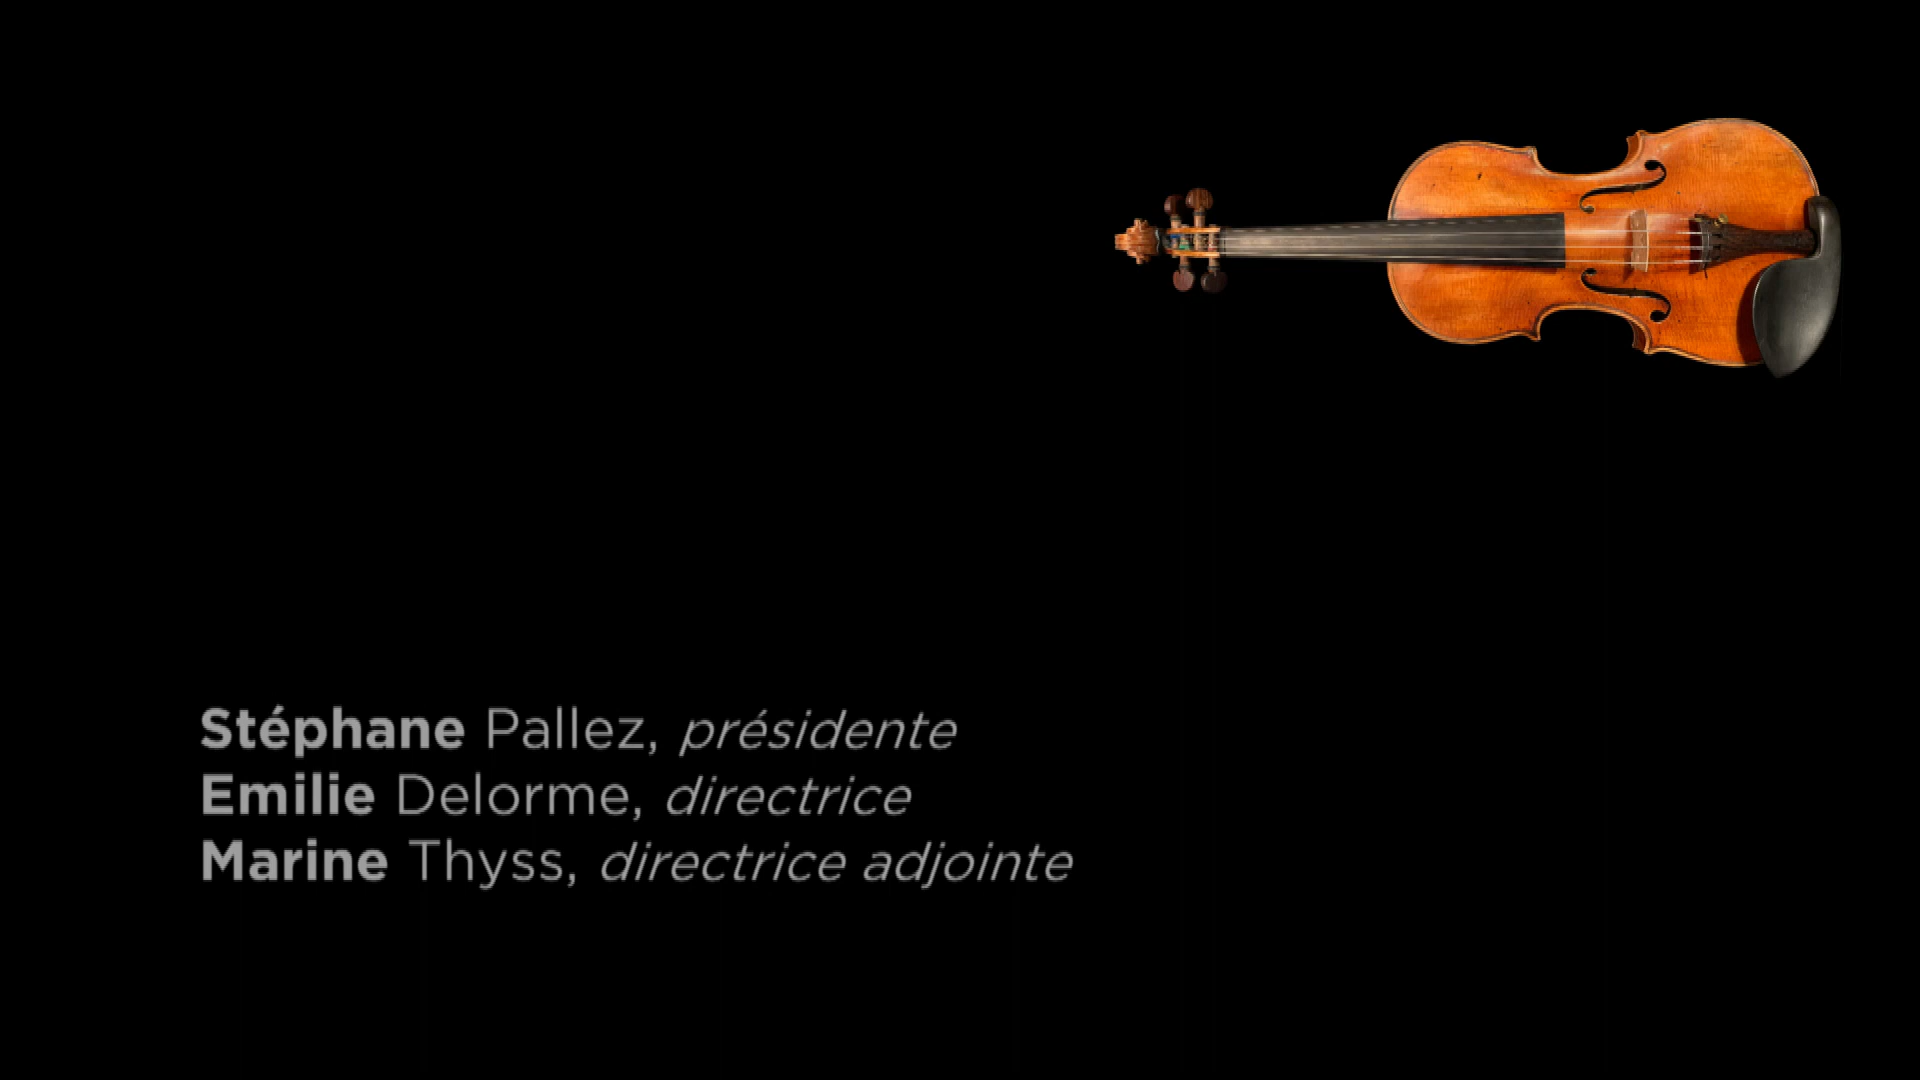 Stéphane Pallez, présidente
Emilie Delorme, directrice
Marine Thyss, directrice adjointe